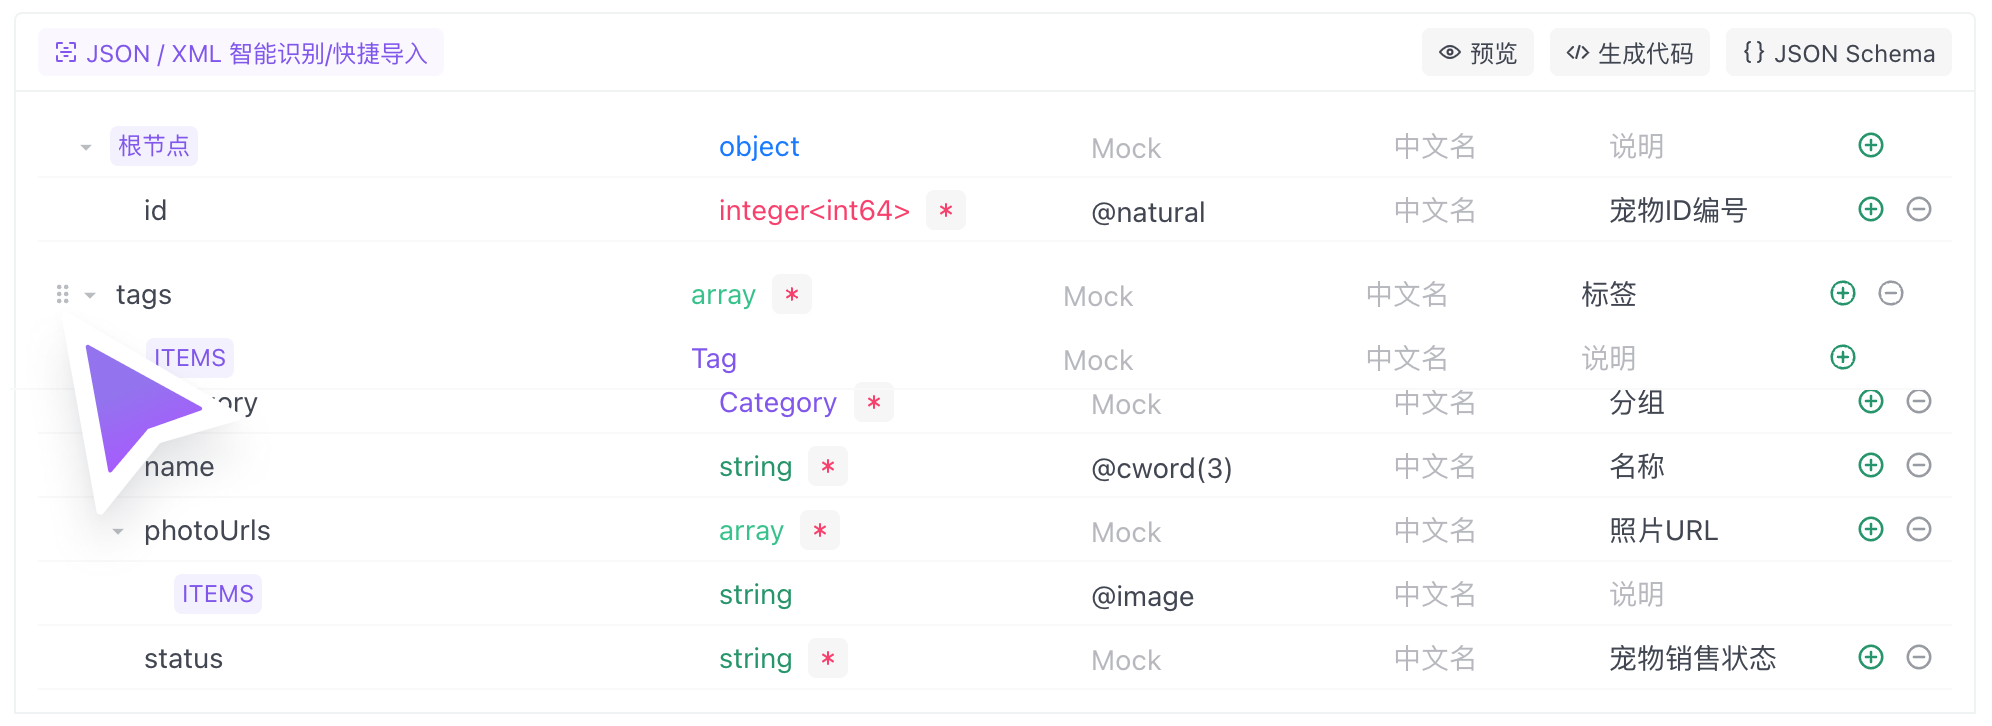 JSON / XML 智能识别/快捷导入 预览 生成代码 JSON Schema
根节点 object Mock 中文名 说明
id integer<int64> * @natural 中文名 宠物ID编号
tags array * Mock 中文名 标签
ITEMS Tag Mock 中文名 说明
Category * Mock 中文名 分组
name string * @cword(3) 中文名 名称
photoUrls array * Mock 中文名 照片URL
ITEMS string @image 中文名 说明
status string * Mock 中文名 宠物销售状态